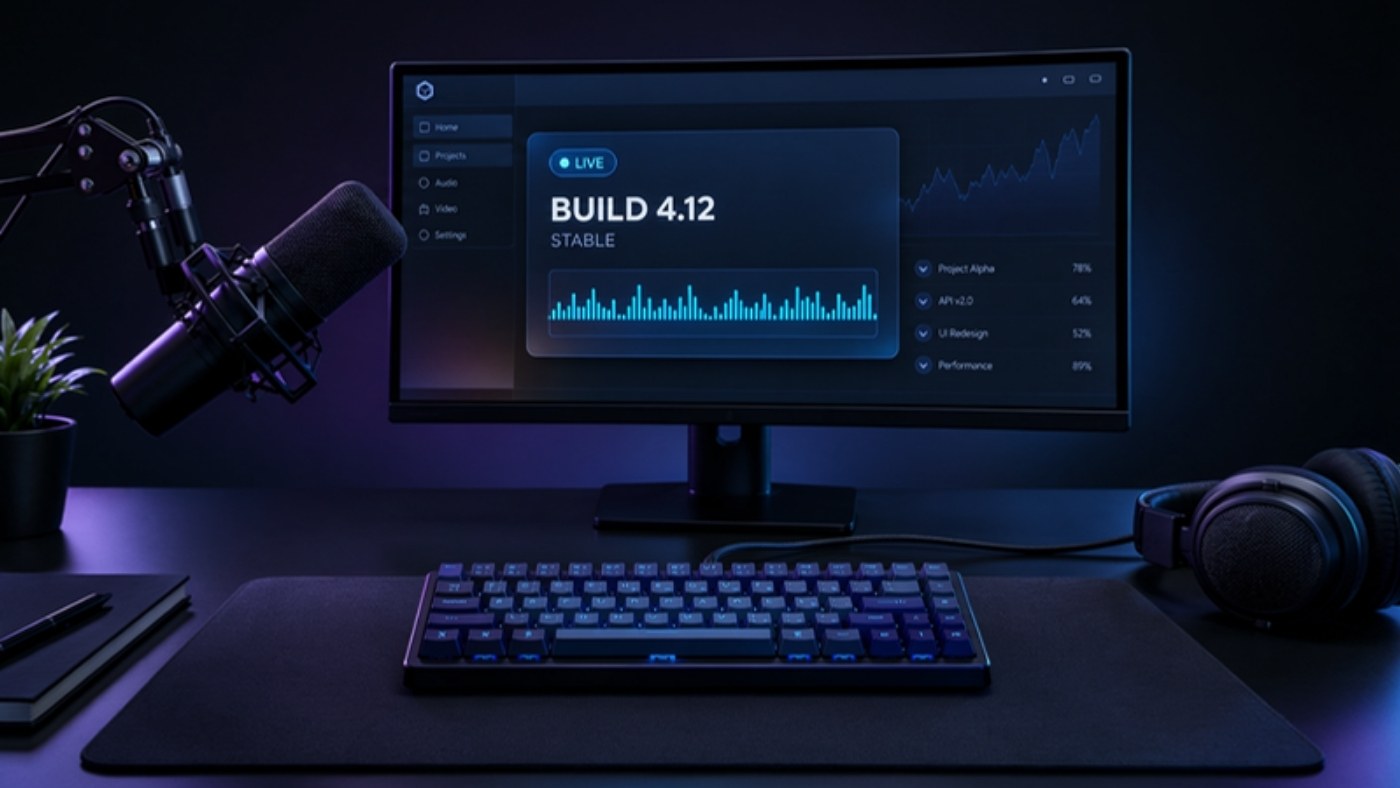 Home
Projects
Audio
Video
Settings
LIVE
BUILD 4.12
STABLE
Project Alpha 78%
API v2.0 64%
UI Redesign 52%
Performance 89%